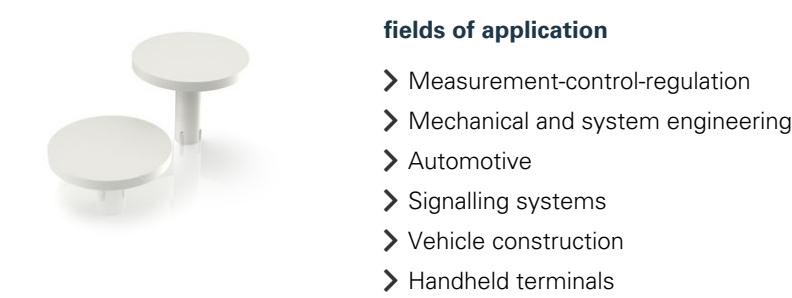 fields of application
Measurement-control-regulation
Mechanical and system engineering
Automotive
Signalling systems
Vehicle construction
Handheld terminals